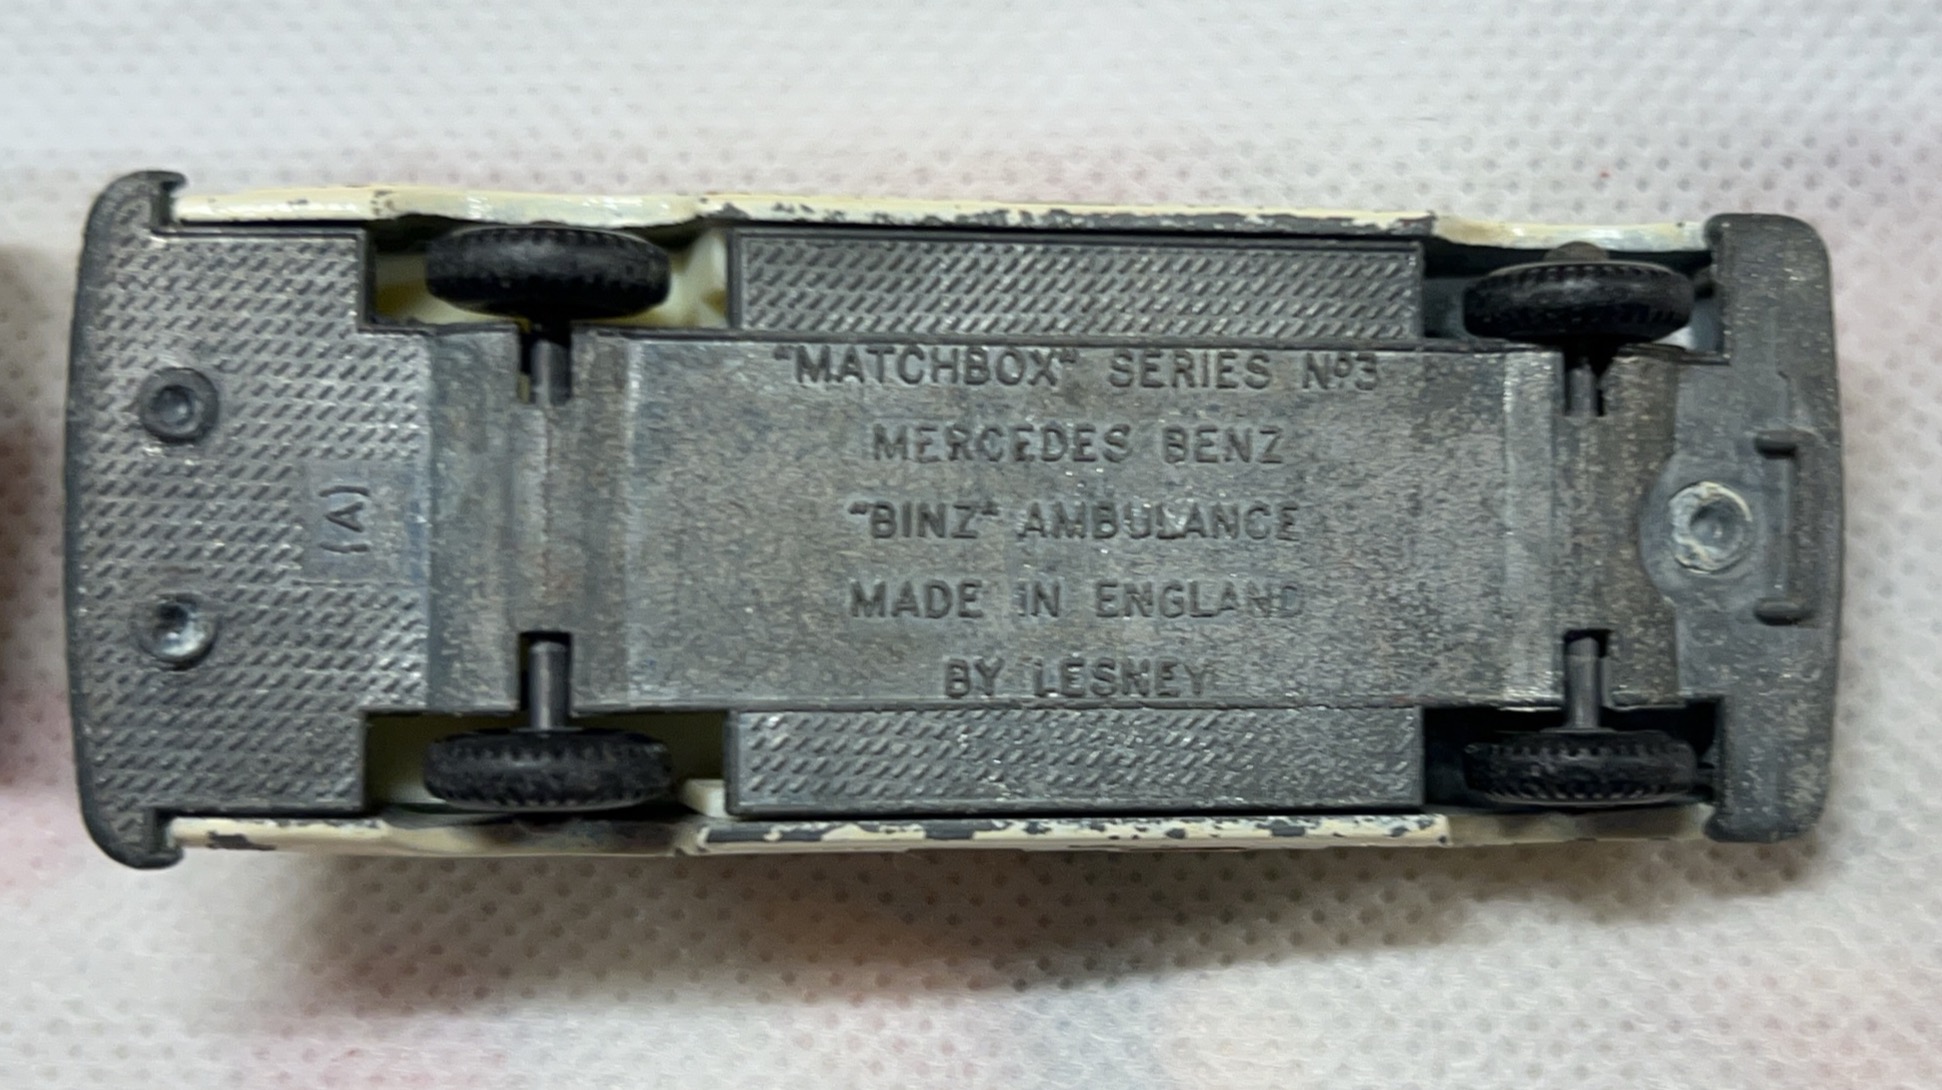 "MATCHBOX" SERIES Nº3
MERCEDES BENZ
"BINZ" AMBULANCE
MADE IN ENGLAND
BY LESNEY
(A)